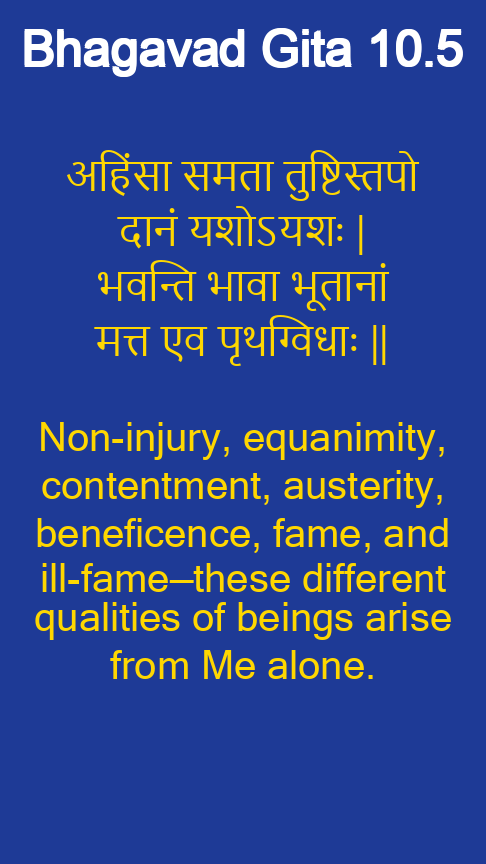 Bhagavad Gita 10.5
अहिंसा समता तुष्टिस्तपो
दानं यशोऽयशः |
भवन्ति भावा भूतानां
मत्त एव पृथग्विधाः ||
Non-injury, equanimity,
contentment, austerity,
beneficence, fame, and
ill-fame—these different
qualities of beings arise
from Me alone.